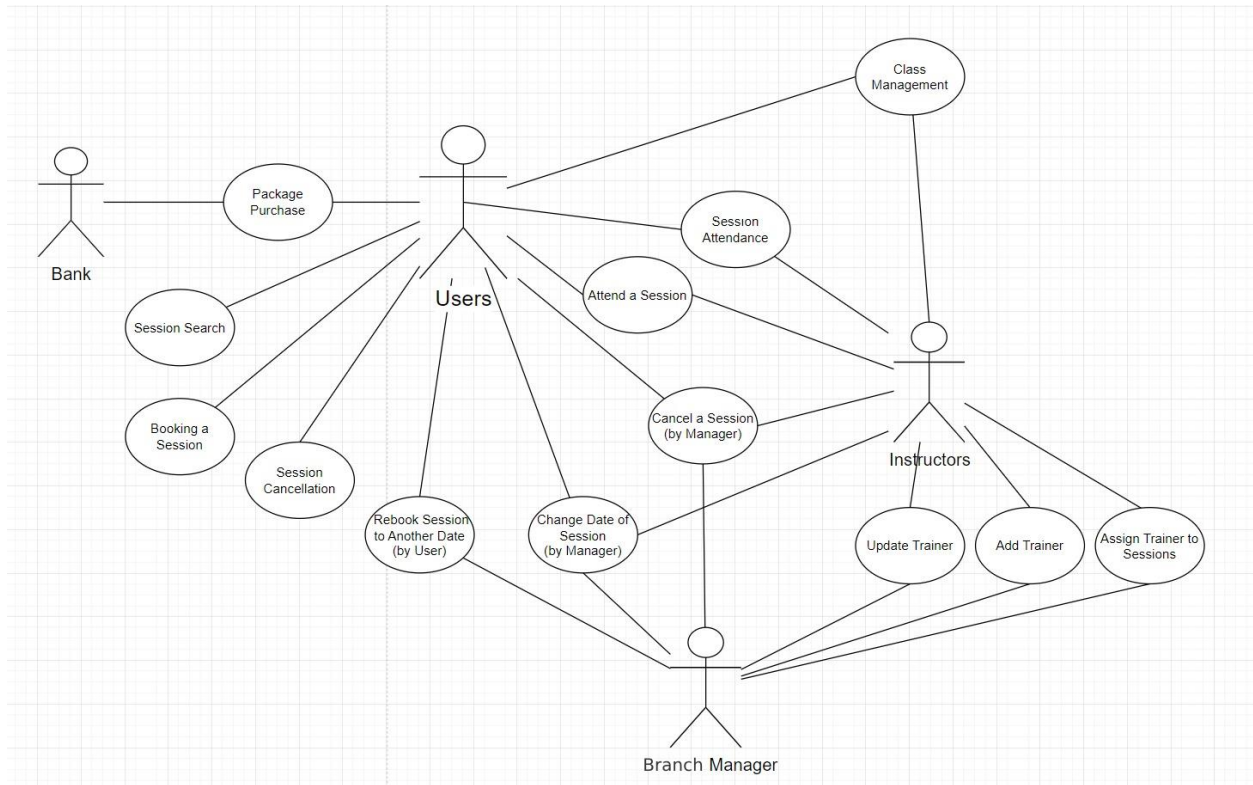 Class
Management
Package
Purchase
Session
Attendance
Bank
Users
Attend a Session
Session Search
Booking a
Session
Cancel a Session
(by Manager)
Session
Cancellation
Instructors
Rebook Session
to Another Date
(by User)
Change Date of
Session
(by Manager)
Update Trainer
Add Trainer
Assign Trainer to
Sessions
Branch Manager